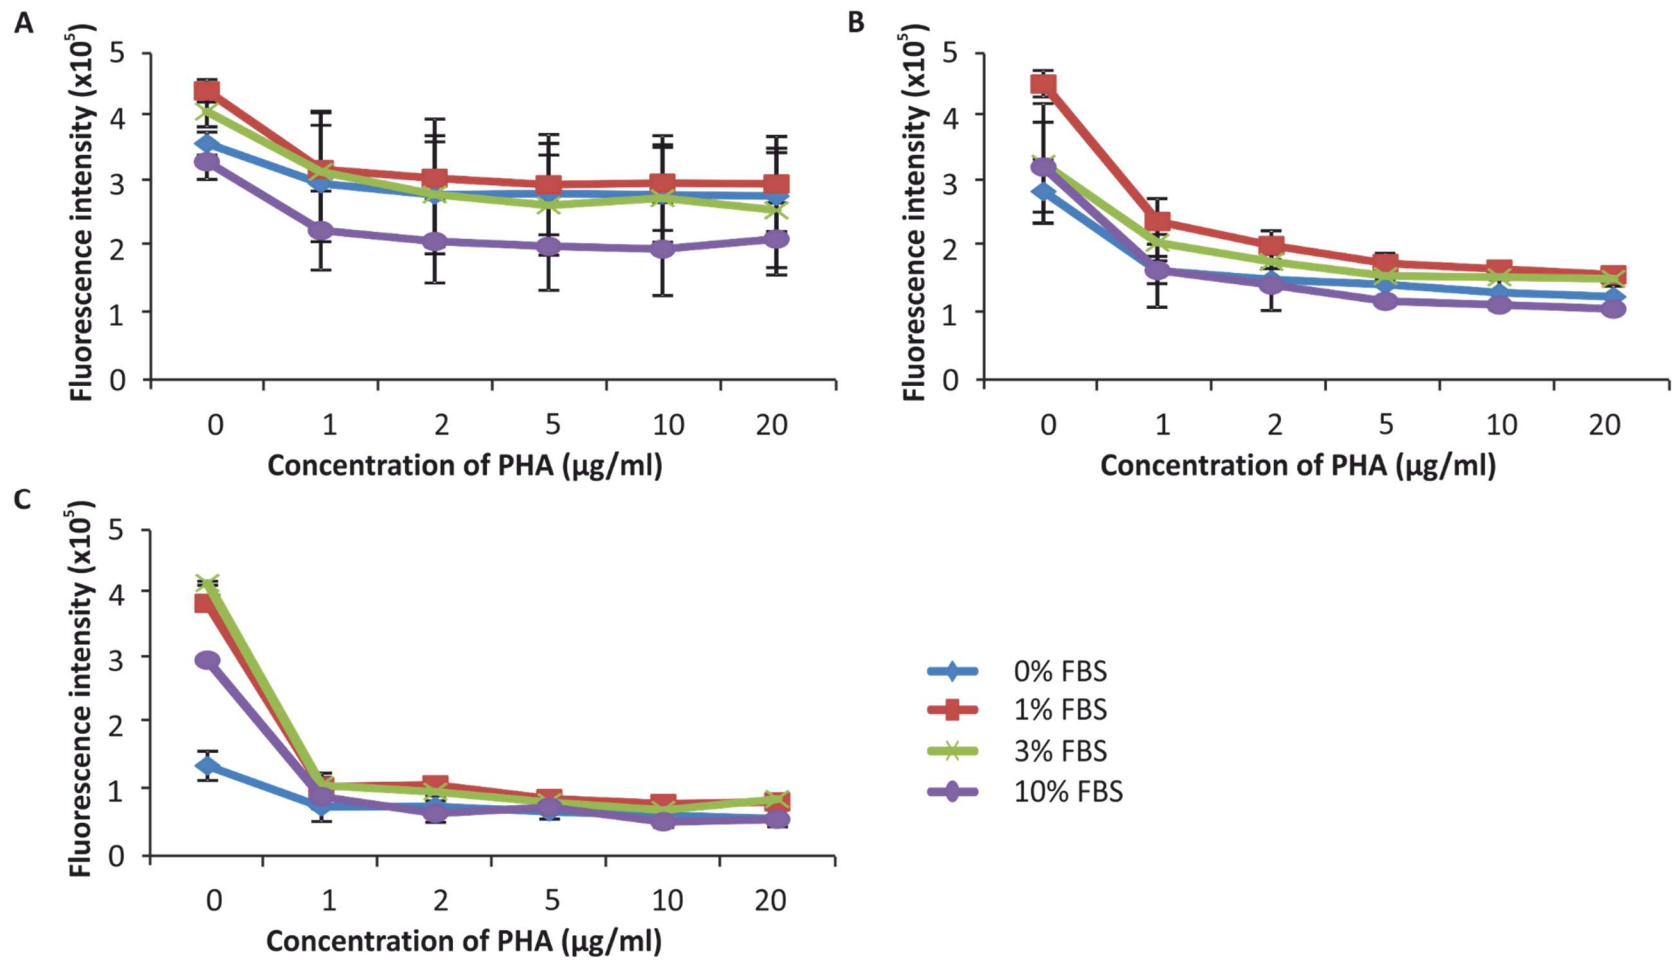 A
Fluorescence intensity (x10⁵)
5
4
3
2
1
0
0 1 2 5 10 20
Concentration of PHA (µg/ml)
B
Fluorescence intensity (x10⁵)
5
4
3
2
1
0
0 1 2 5 10 20
Concentration of PHA (µg/ml)
C
Fluorescence intensity (x10⁵)
5
4
3
2
1
0
0 1 2 5 10 20
Concentration of PHA (µg/ml)
0% FBS
1% FBS
3% FBS
10% FBS